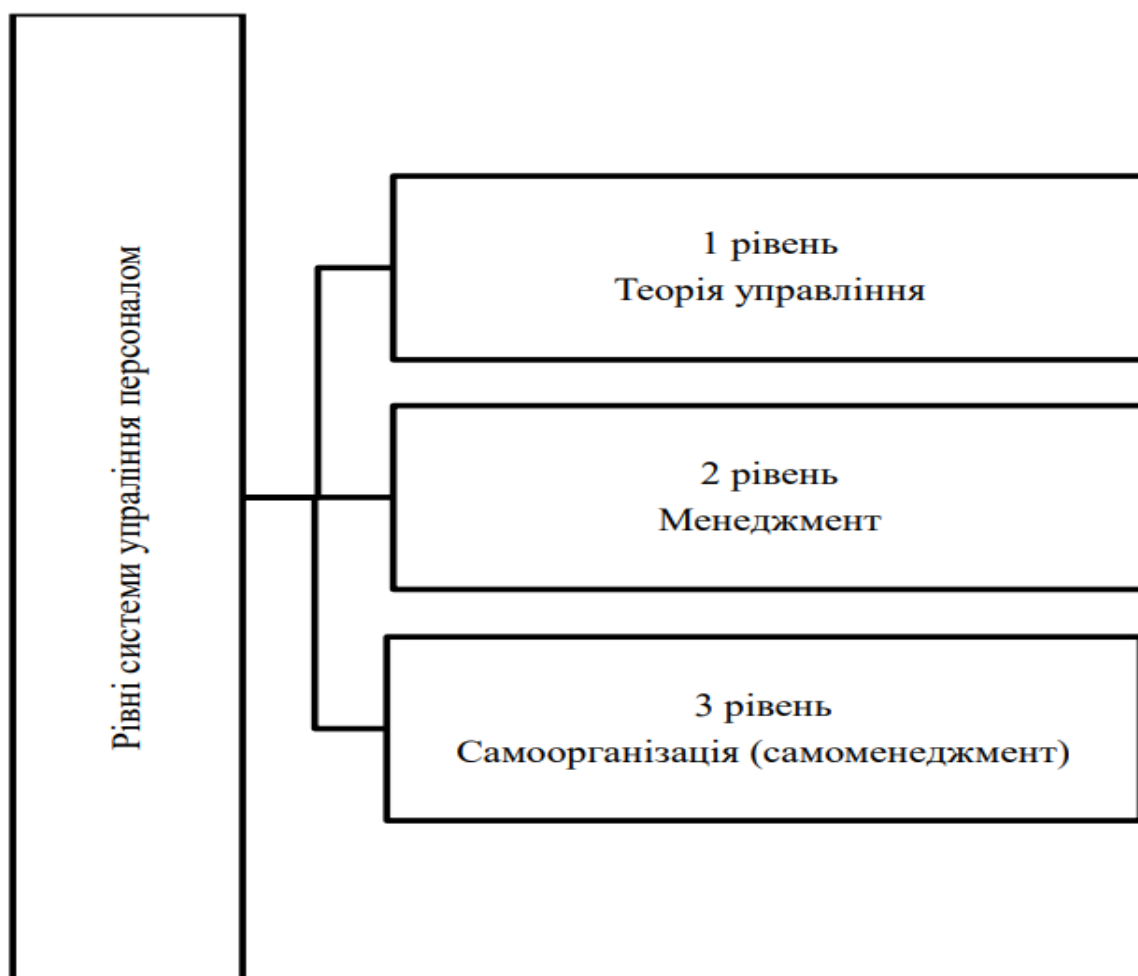 Рівні системи упраління персоналом
1 рівень
Теорія управління
2 рівень
Менеджмент
3 рівень
Самоорганізація (самоменеджмент)